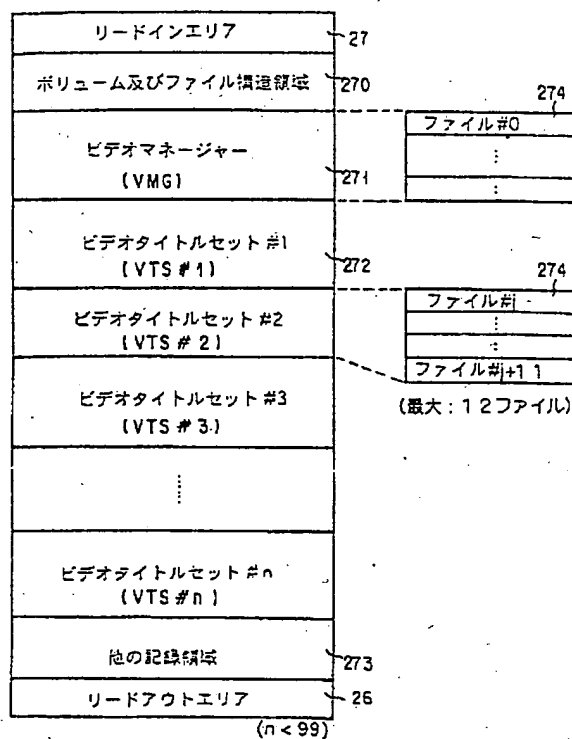 リードインエリア
27
ボリューム及びファイル構造領域
270
ビデオマネージャー
(VMG)
271
274
ファイル#0
⋮
⋮
ビデオタイトルセット #1
(VTS #1)
272
ビデオタイトルセット #2
(VTS #2)
274
ファイル#j
⋮
⋮
ファイル#j+11
(最大:12ファイル)
ビデオタイトルセット #3
(VTS #3)
⋮
ビデオタイトルセット #n
(VTS #n)
他の記録領域
273
リードアウトエリア
26
(n<99)